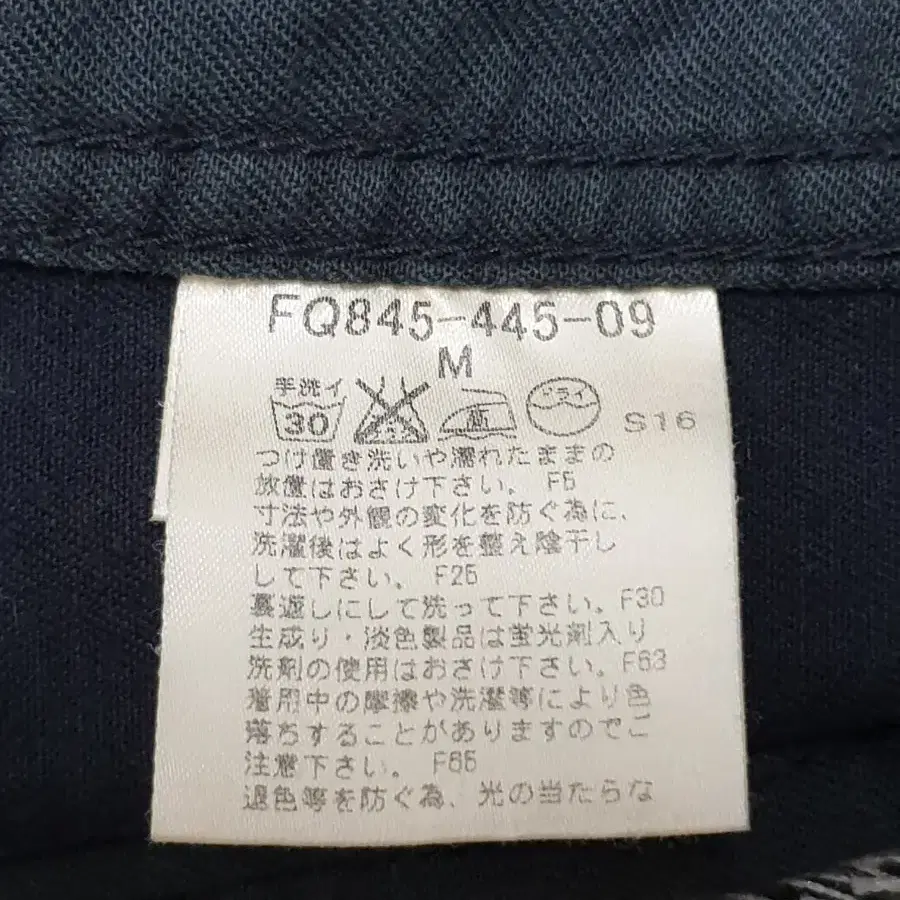 FQ845-445-09
M
手洗イ
30
中
ドライ
S16
つけ置き洗いや濡れたままの
放置はおさけ下さい。 F5
寸法や外観の変化を防ぐ為に、
洗濯後はよく形を整え陰干し
して下さい。 F25
裏返しにして洗って下さい。F30
生成り・淡色製品は蛍光剤入り
洗剤の使用はおさけ下さい。F63
着用中の摩擦や洗濯等により色
落ちすることがありますのでご
注意下さい。 F65
退色等を防ぐ為、光の当たらな